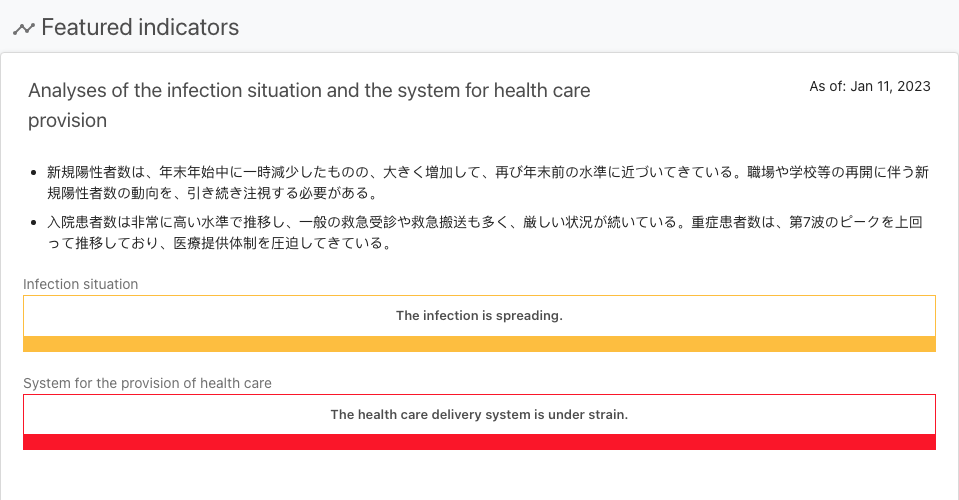 Featured indicators
Analyses of the infection situation and the system for health care
provision
As of: Jan 11, 2023
新規陽性者数は、年末年始中に一時減少したものの、大きく増加して、再び年末前の水準に近づいてきている。職場や学校等の再開に伴う新
規陽性者数の動向を、引き続き注視する必要がある。
入院患者数は非常に高い水準で推移し、一般の救急受診や救急搬送も多く、厳しい状況が続いている。重症患者数は、第7波のピークを上回
って推移しており、医療提供体制を圧迫してきている。
Infection situation
The infection is spreading.
System for the provision of health care
The health care delivery system is under strain.